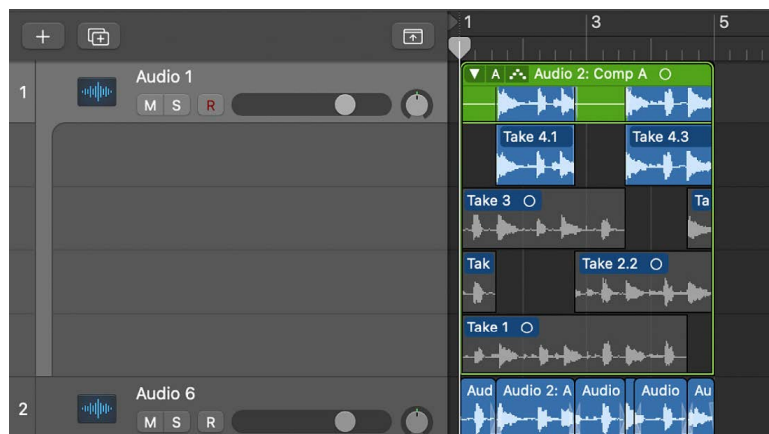 1 3 5
1 Audio 1
M S R
A Audio 2: Comp A
Take 4.1 Take 4.3
Take 3 Ta
Tak Take 2.2
Take 1
2 Audio 6
M S R
Aud Audio 2: A Audio Audio Au